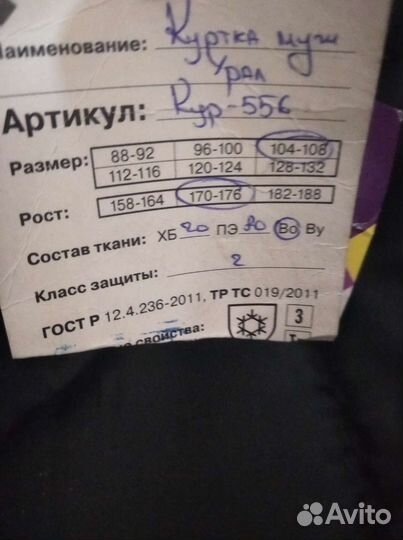 Наименование: Куртка муж
Урал
Артикул: Кур-556
Размер: 88-92 96-100 104-108
112-116 120-124 128-132
Рост: 158-164 170-176 182-188
Состав ткани: ХБ 20 ПЭ 80 Во Ву
Класс защиты: 2
ГОСТ Р 12.4.236-2011, ТР ТС 019/2011
свойства:
3
Avito